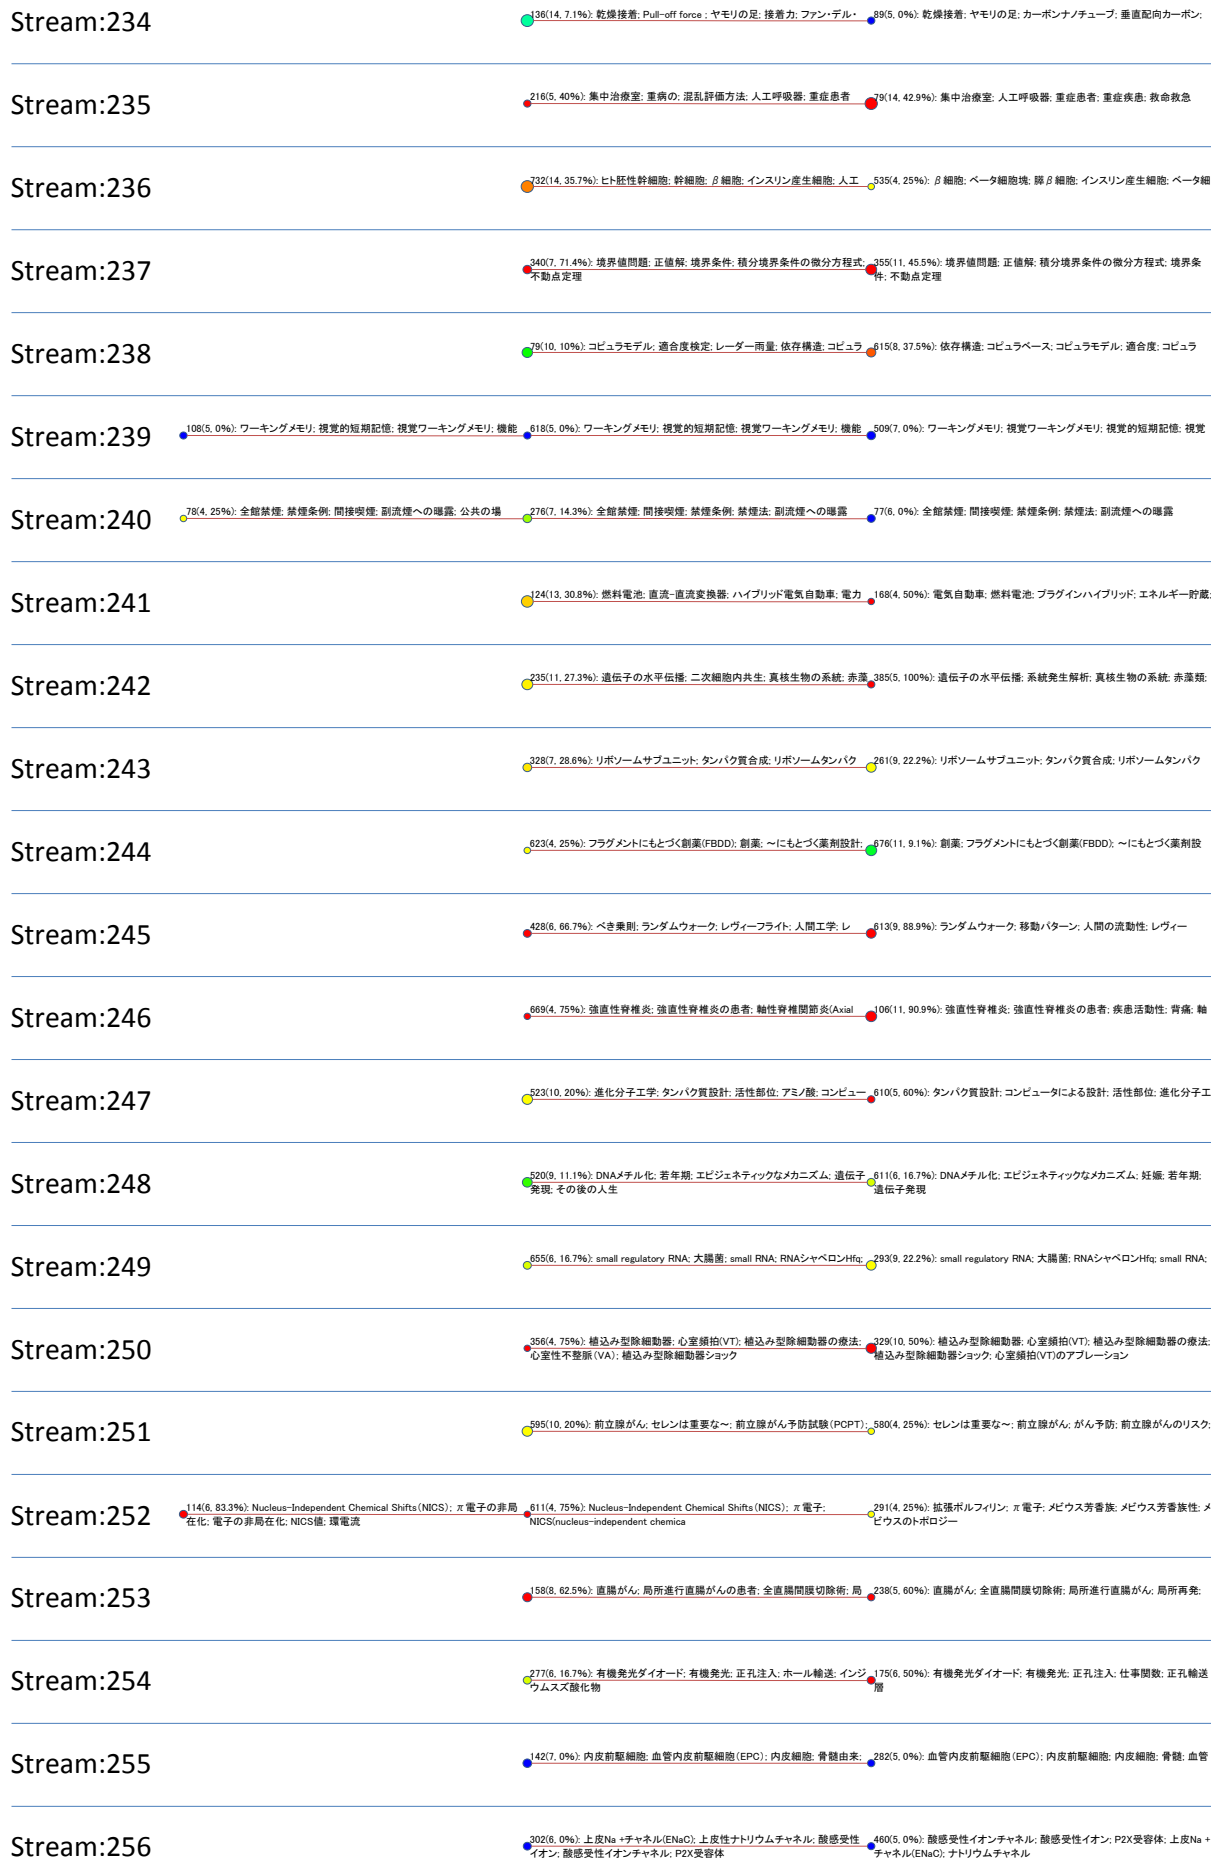 Stream:234
136(14, 7.1%): 乾燥接着; Pull-off force ; ヤモリの足; 接着力; ファン・デル・
89(5, 0%): 乾燥接着; ヤモリの足; カーボンナノチューブ; 垂直配向カーボン;
Stream:235
216(5, 40%): 集中治療室; 重病の; 混乱評価方法; 人工呼吸器; 重症患者
79(14, 42.9%): 集中治療室; 人工呼吸器; 重症患者; 重症疾患; 救命救急
Stream:236
732(14, 35.7%): ヒト胚性幹細胞; 幹細胞; β細胞; インスリン産生細胞; 人工
535(4, 25%): β細胞; ベータ細胞塊; 膵β細胞; インスリン産生細胞; ベータ細
Stream:237
340(7, 71.4%): 境界値問題; 正値解; 境界条件; 積分境界条件の微分方程式;
不動点定理
355(11, 45.5%): 境界値問題; 正値解; 積分境界条件の微分方程式; 境界条
件; 不動点定理
Stream:238
79(10, 10%): コピュラモデル; 適合度検定; レーダー雨量; 依存構造; コピュラ
615(8, 37.5%): 依存構造; コピュラベース; コピュラモデル; 適合度; コピュラ
Stream:239
108(5, 0%): ワーキングメモリ; 視覚的短期記憶; 視覚ワーキングメモリ; 機能
618(5, 0%): ワーキングメモリ; 視覚的短期記憶; 視覚ワーキングメモリ; 機能
509(7, 0%): ワーキングメモリ; 視覚ワーキングメモリ; 視覚的短期記憶; 視覚
Stream:240
78(4, 25%): 全館禁煙; 禁煙条例; 間接喫煙; 副流煙への曝露; 公共の場
276(7, 14.3%): 全館禁煙; 間接喫煙; 禁煙条例; 禁煙法; 副流煙への曝露
77(6, 0%): 全館禁煙; 間接喫煙; 禁煙条例; 禁煙法; 副流煙への曝露
Stream:241
124(13, 30.8%): 燃料電池; 直流-直流変換器; ハイブリッド電気自動車; 電力
168(4, 50%): 電気自動車; 燃料電池; プラグインハイブリッド; エネルギー貯蔵;
Stream:242
235(11, 27.3%): 遺伝子の水平伝播; 二次細胞内共生; 真核生物の系統; 赤藻
385(5, 100%): 遺伝子の水平伝播; 系統発生解析; 真核生物の系統; 赤藻類;
Stream:243
328(7, 28.6%): リボソームサブユニット; タンパク質合成; リボソームタンパク
261(9, 22.2%): リボソームサブユニット; タンパク質合成; リボソームタンパク
Stream:244
623(4, 25%): フラグメントにもとづく創薬(FBDD); 創薬; ~にもとづく薬剤設計;
676(11, 9.1%): 創薬; フラグメントにもとづく創薬(FBDD); ~にもとづく薬剤設
Stream:245
428(6, 66.7%): べき乗則; ランダムウォーク; レヴィーフライト; 人間工学; レ
613(9, 88.9%): ランダムウォーク; 移動パターン; 人間の流動性; レヴィー
Stream:246
669(4, 75%): 強直性脊椎炎; 強直性脊椎炎の患者; 軸性脊椎関節炎(Axial
106(11, 90.9%): 強直性脊椎炎; 強直性脊椎炎の患者; 疾患活動性; 背痛; 軸
Stream:247
523(10, 20%): 進化分子工学; タンパク質設計; 活性部位; アミノ酸; コンピュー
610(5, 60%): タンパク質設計; コンピュータによる設計; 活性部位; 進化分子工
Stream:248
520(9, 11.1%): DNAメチル化; 若年期; エピジェネティックなメカニズム; 遺伝子
発現; その後の人生
611(6, 16.7%): DNAメチル化; エピジェネティックなメカニズム; 妊娠; 若年期;
遺伝子発現
Stream:249
655(6, 16.7%): small regulatory RNA; 大腸菌; small RNA; RNAシャペロンHfq;
293(9, 22.2%): small regulatory RNA; 大腸菌; RNAシャペロンHfq; small RNA;
Stream:250
356(4, 75%): 植込み型除細動器; 心室頻拍(VT); 植込み型除細動器の療法;
心室性不整脈(VA); 植込み型除細動器ショック
329(10, 50%): 植込み型除細動器; 心室頻拍(VT); 植込み型除細動器の療法;
植込み型除細動器ショック; 心室頻拍(VT)のアブレーション
Stream:251
595(10, 20%): 前立腺がん; セレンは重要な~; 前立腺がん予防試験(PCPT);
580(4, 25%): セレンは重要な~; 前立腺がん; がん予防; 前立腺がんのリスク;
Stream:252
114(6, 83.3%): Nucleus-Independent Chemical Shifts(NICS); π電子の非局
在化; 電子の非局在化; NICS値; 環電流
611(4, 75%): Nucleus-Independent Chemical Shifts(NICS); π電子;
NICS(nucleus-independent chemica
291(4, 25%): 拡張ポルフィリン; π電子; メビウス芳香族; メビウス芳香族性; メ
ビウスのトポロジー
Stream:253
158(8, 62.5%): 直腸がん; 局所進行直腸がんの患者; 全直腸間膜切除術; 局
238(5, 60%): 直腸がん; 全直腸間膜切除術; 局所進行直腸がん; 局所再発;
Stream:254
277(6, 16.7%): 有機発光ダイオード; 有機発光; 正孔注入; ホール輸送; インジ
ウムスズ酸化物
175(6, 50%): 有機発光ダイオード; 有機発光; 正孔注入; 仕事関数; 正孔輸送
層
Stream:255
142(7, 0%): 内皮前駆細胞; 血管内皮前駆細胞(EPC); 内皮細胞; 骨髄由来;
282(5, 0%): 血管内皮前駆細胞(EPC); 内皮前駆細胞; 内皮細胞; 骨髄; 血管
Stream:256
302(6, 0%): 上皮Na +チャネル(ENaC); 上皮性ナトリウムチャネル; 酸感受性
イオン; 酸感受性イオンチャネル; P2X受容体
460(5, 0%): 酸感受性イオンチャネル; 酸感受性イオン; P2X受容体; 上皮Na +
チャネル(ENaC); ナトリウムチャネル